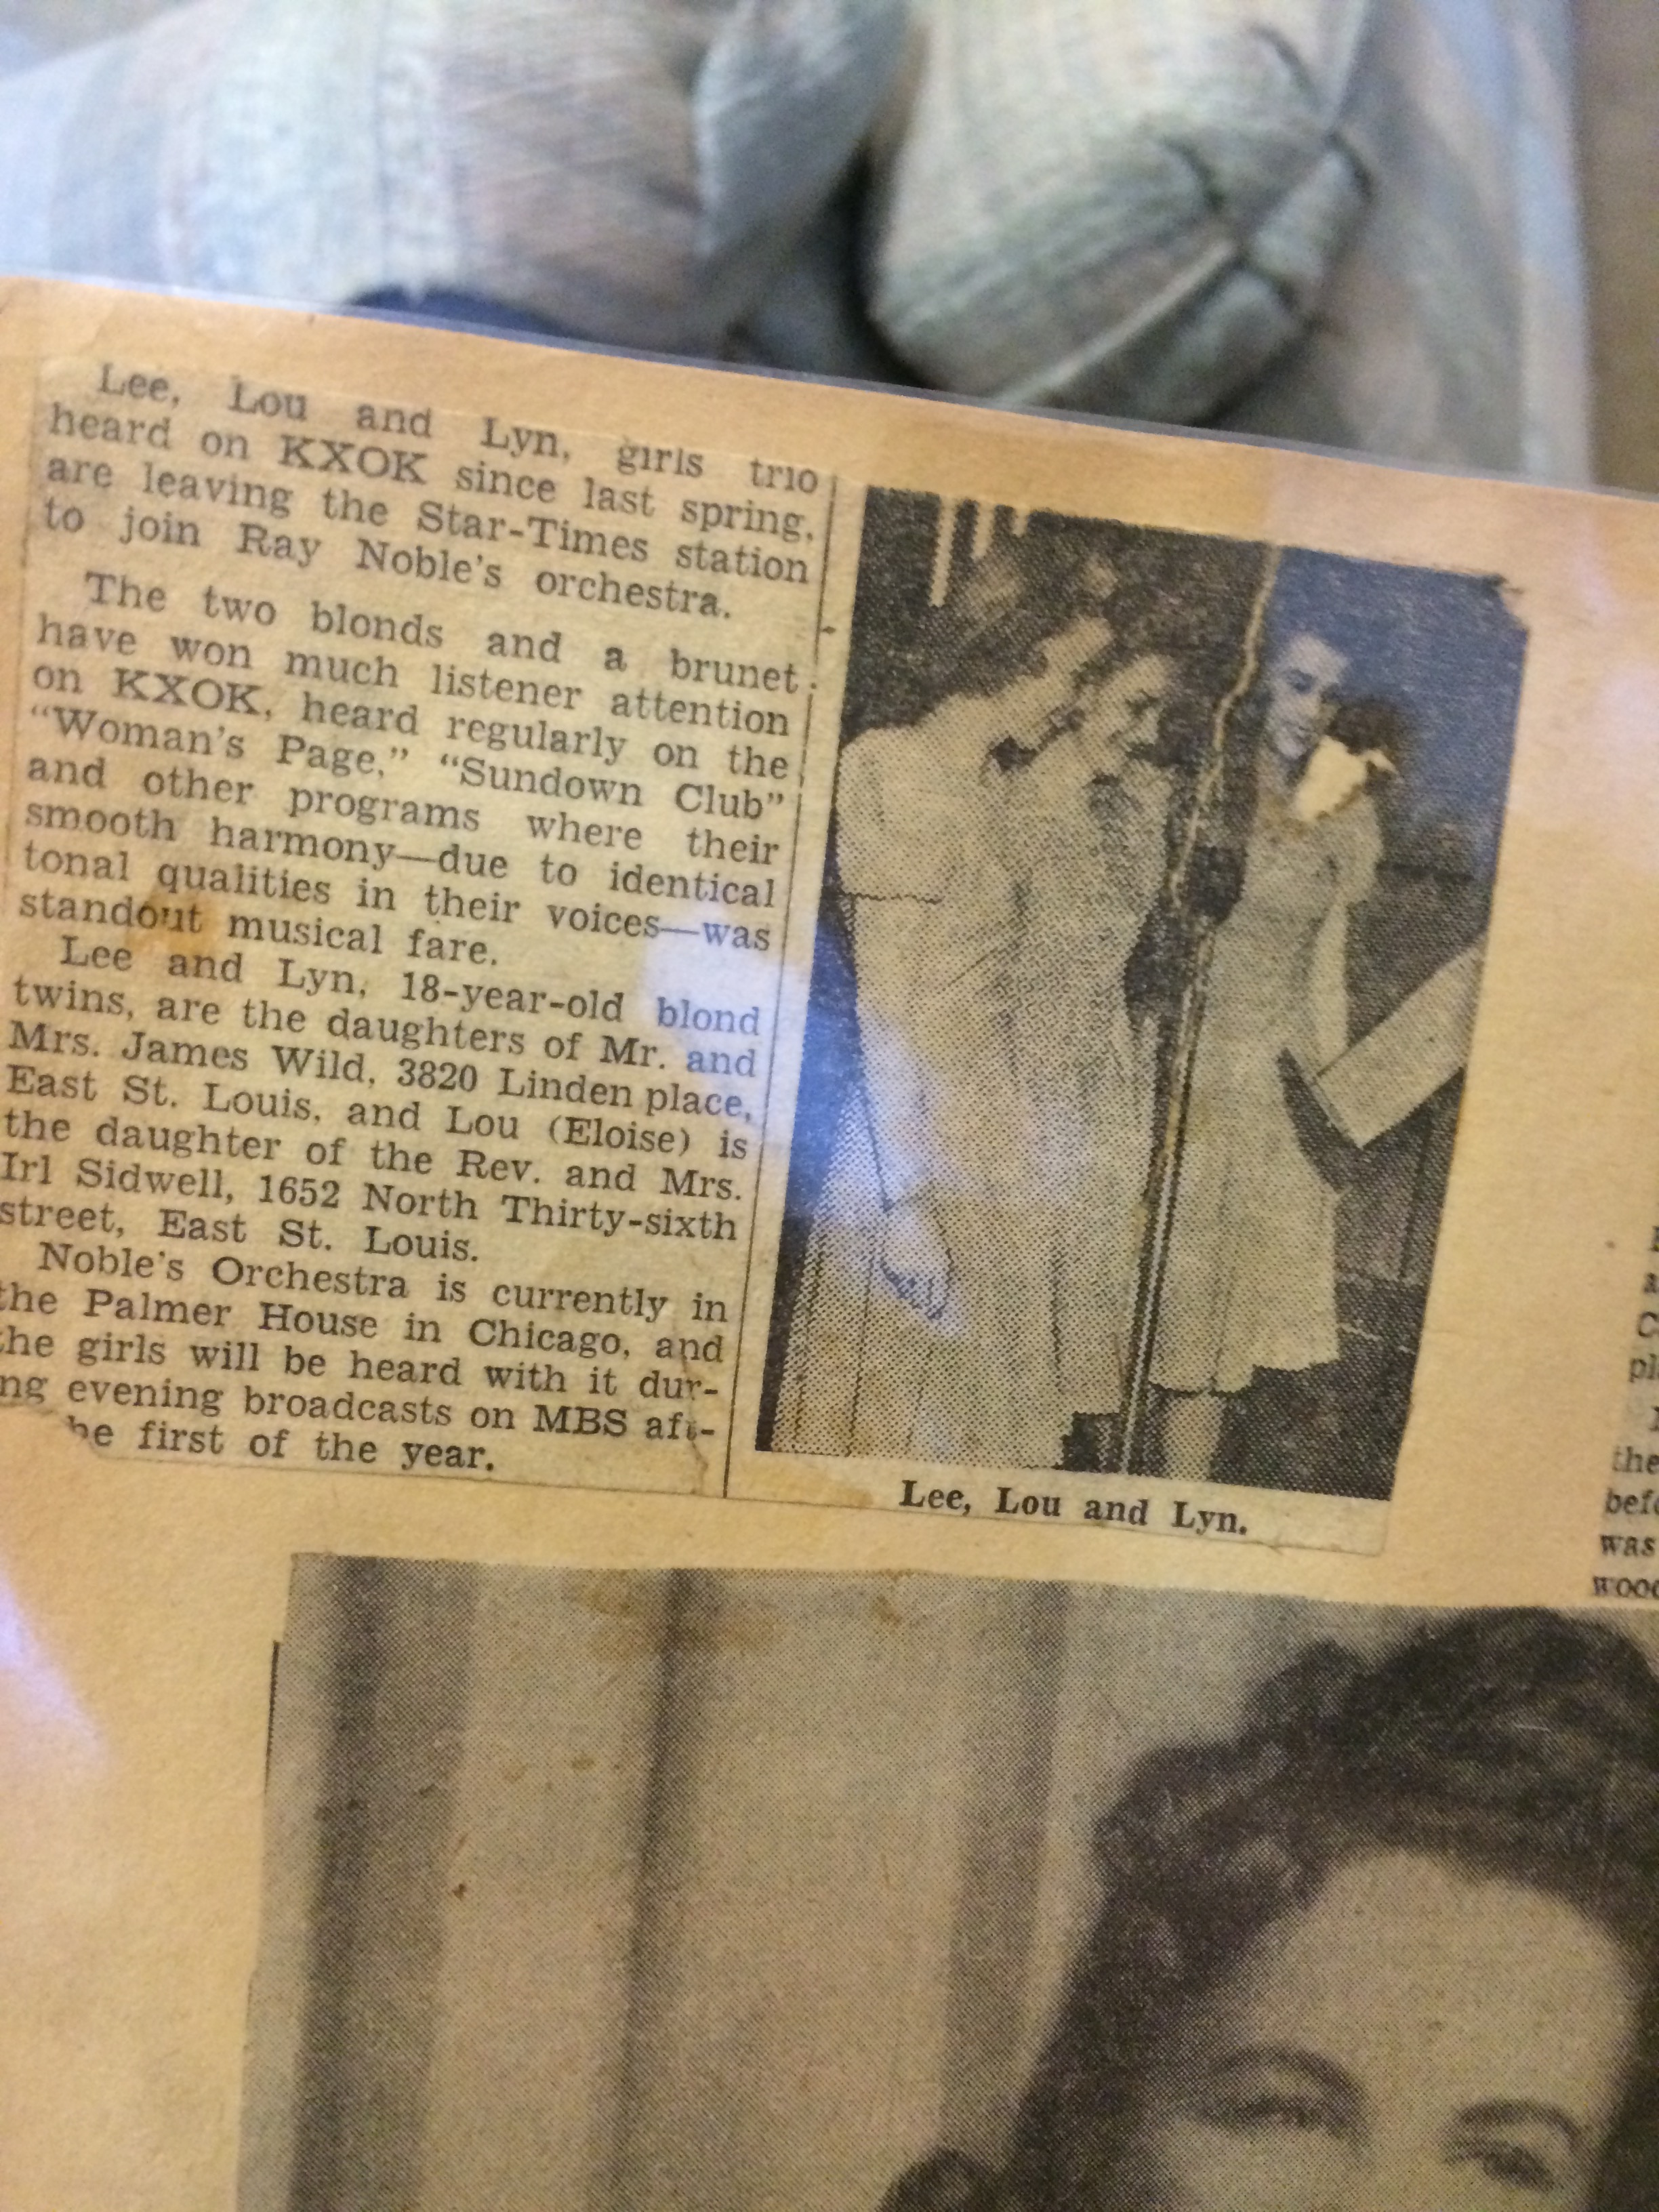 Lee, Lou and Lyn, girls trio
heard on KXOK since last spring,
are leaving the Star-Times station
to join Ray Noble's orchestra.
The two blonds and a brunet
have won much listener attention
on KXOK, heard regularly on the
“Woman's Page,” “Sundown Club”
and other programs where their
smooth harmony—due to identical
tonal qualities in their voices—was
standout musical fare.
Lee and Lyn, 18-year-old blond
twins, are the daughters of Mr. and
Mrs. James Wild, 3820 Linden place,
East St. Louis, and Lou (Eloise) is
the daughter of the Rev. and Mrs.
Irl Sidwell, 1652 North Thirty-sixth
street, East St. Louis.
Noble's Orchestra is currently in
the Palmer House in Chicago, and
the girls will be heard with it dur-
ng evening broadcasts on MBS aft-
he first of the year.
Lee, Lou and Lyn.
the
was